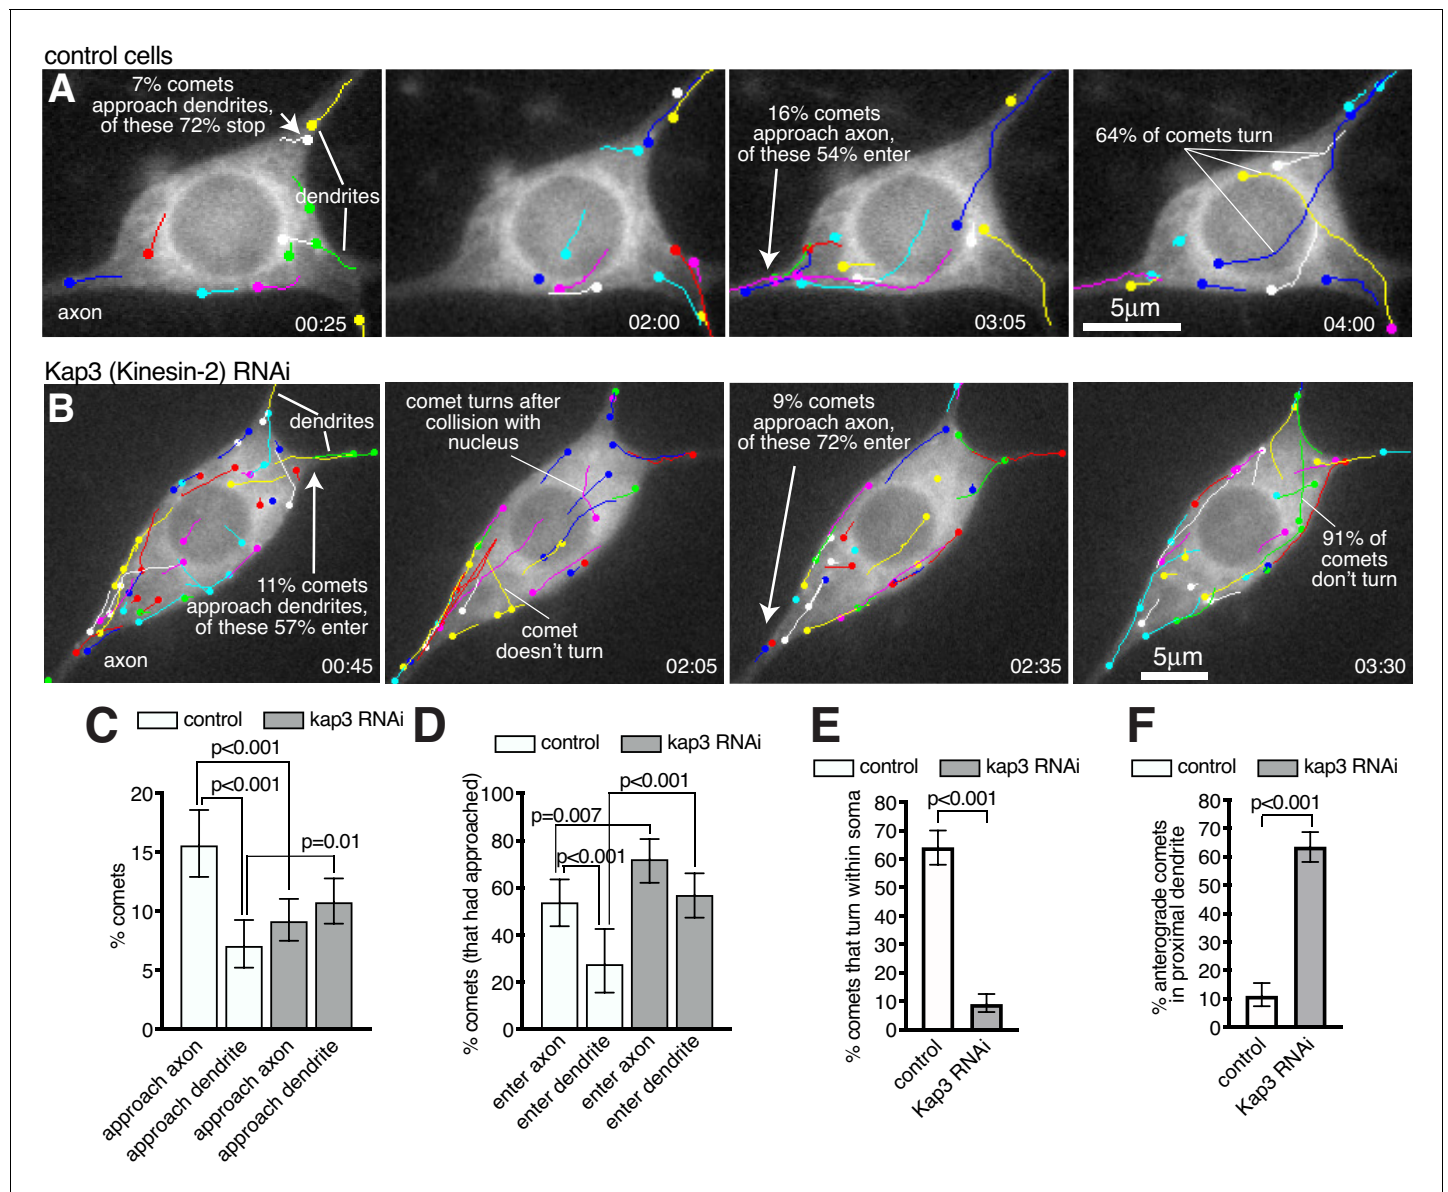 control cells
A
7% comets
approach dendrites,
of these 72% stop
dendrites
axon
00:25
02:00
16% comets
approach axon,
of these 54% enter
03:05
64% of comets turn
5μm
04:00
Kap3 (Kinesin-2) RNAi
B
dendrites
11% comets
approach dendrites,
of these 57% enter
axon
00:45
comet turns after
collision with
nucleus
comet
doesn't turn
02:05
9% comets
approach axon,
of these 72% enter
02:35
91% of
comets
don't turn
5μm
03:30
C
control
kap3 RNAi
p<0.001
p<0.001
p=0.01
% comets
20
15
10
5
0
approach axon
approach dendrite
approach axon
approach dendrite
D
control
kap3 RNAi
p<0.001
p=0.007
p<0.001
% comets (that had approached)
100
80
60
40
20
0
enter axon
enter dendrite
enter axon
enter dendrite
E
control
kap3 RNAi
p<0.001
% comets that turn within soma
80
70
60
50
40
30
20
10
0
control
Kap3 RNAi
F
control
kap3 RNAi
p<0.001
% anterograde comets
in proximal dendrite
80
70
60
50
40
30
20
10
0
control
Kap3 RNAi